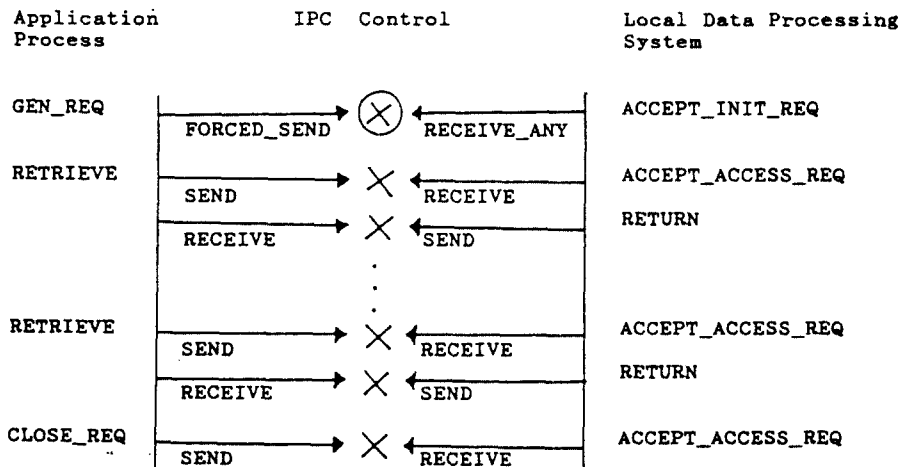 Application IPC Control Local Data Processing
Process System
GEN_REQ ACCEPT_INIT_REQ
FORCED_SEND RECEIVE_ANY
RETRIEVE ACCEPT_ACCESS_REQ
SEND RECEIVE
RETURN
RECEIVE SEND
RETRIEVE ACCEPT_ACCESS_REQ
SEND RECEIVE
RETURN
RECEIVE SEND
CLOSE_REQ ACCEPT_ACCESS_REQ
SEND RECEIVE